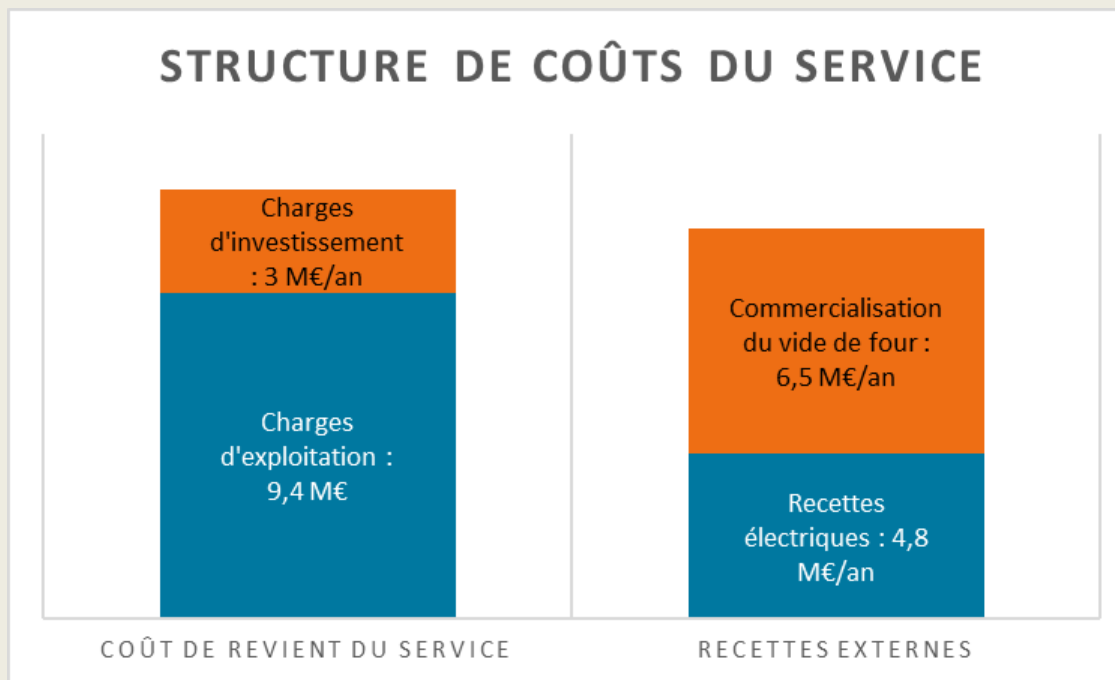 STRUCTURE DE COÛTS DU SERVICE
Charges
d'investissement
: 3 M€/an
Charges
d'exploitation :
9,4 M€
Commercialisation
du vide de four :
6,5 M€/an
Recettes
électriques : 4,8
M€/an
COÛT DE REVIENT DU SERVICE
RECETTES EXTERNES